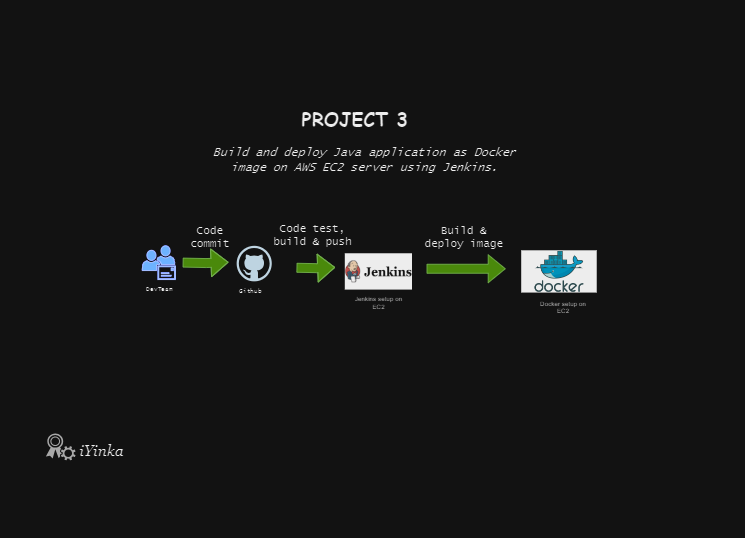 PROJECT 3
Build and deploy Java application as Docker
image on AWS EC2 server using Jenkins.
Code
commit
Code test,
build & push
Build &
deploy image
DevTeam
Github
Jenkins
docker
Jenkins setup on
EC2
Docker setup on
EC2
iYinka